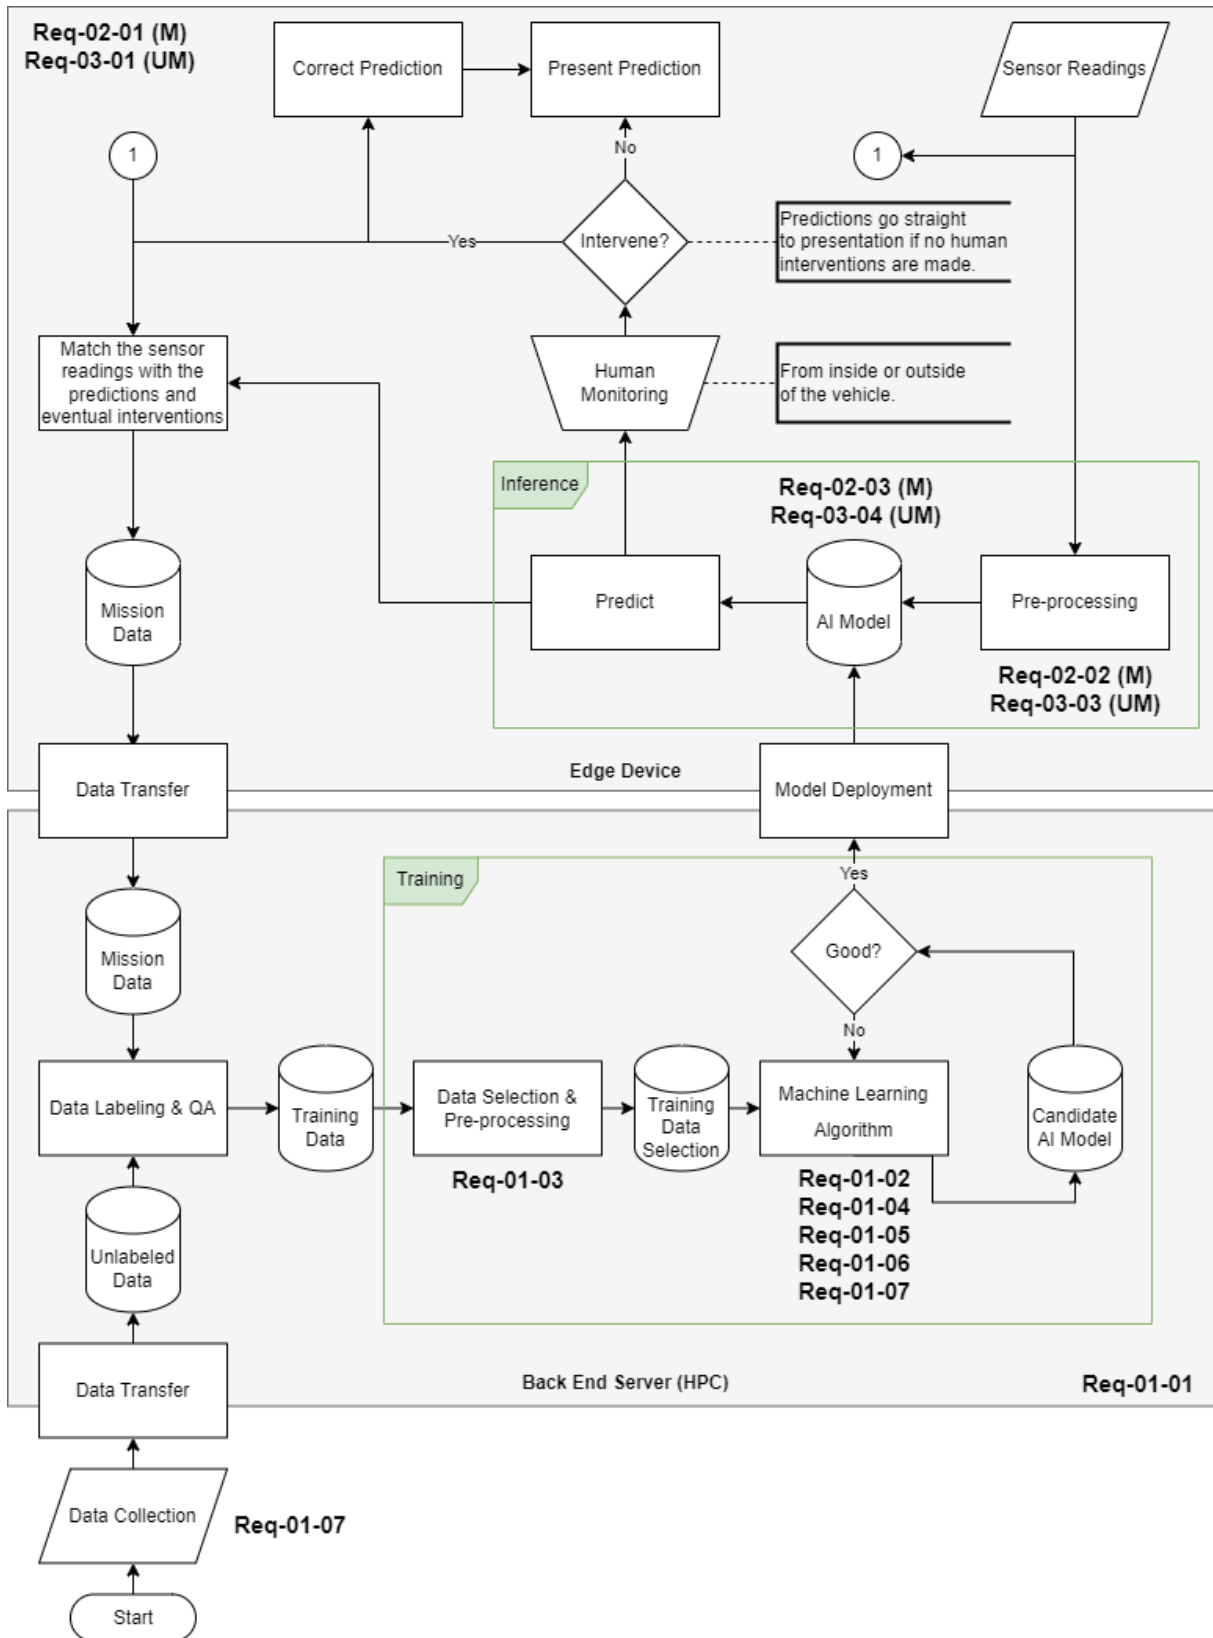 Req-02-01 (M)
Req-03-01 (UM)
Correct Prediction
Present Prediction
Sensor Readings
1
No
1
Yes
Intervene?
Predictions go straight
to presentation if no human
interventions are made.
Match the sensor
readings with the
predictions and
eventual interventions
Human
Monitoring
From inside or outside
of the vehicle.
Inference
Req-02-03 (M)
Req-03-04 (UM)
Mission
Data
Predict
AI Model
Pre-processing
Req-02-02 (M)
Req-03-03 (UM)
Data Transfer
Edge Device
Model Deployment
Training
Yes
Mission
Data
Good?
No
Data Labeling & QA
Training
Data
Data Selection &
Pre-processing
Req-01-03
Training
Data
Selection
Machine Learning
Algorithm
Req-01-02
Req-01-04
Req-01-05
Req-01-06
Req-01-07
Candidate
AI Model
Unlabeled
Data
Data Transfer
Back End Server (HPC)
Req-01-01
Data Collection
Req-01-07
Start